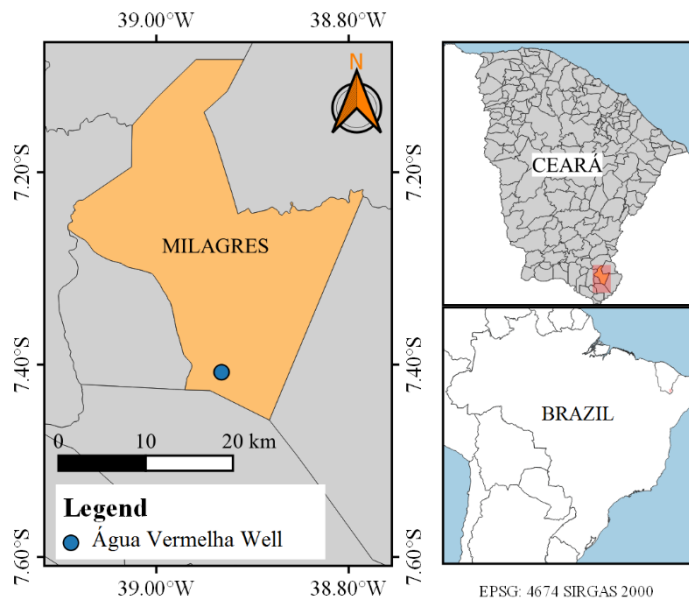 39.00°W
38.80°W
N
7.20°S
7.20°S
MILAGRES
7.40°S
7.40°S
0
10
20 km
Legend
Água Vermelha Well
7.60°S
7.60°S
39.00°W
38.80°W
CEARÁ
BRAZIL
EPSG: 4674 SIRGAS 2000